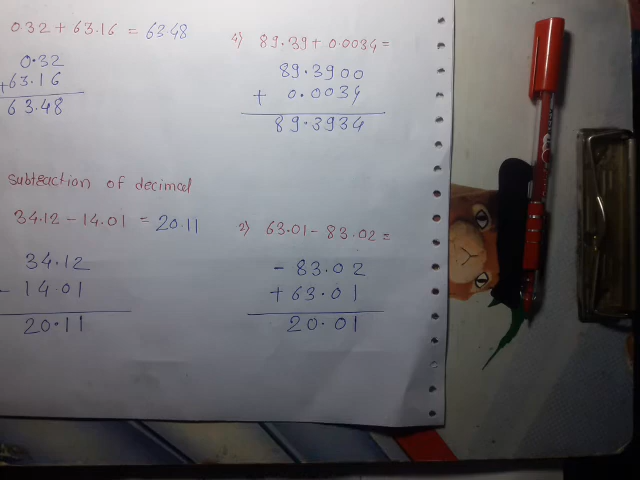 0.32 + 63.16 = 63.48
0.32
+63.16
63.48
4) 89.39 + 0.0034 =
89.3900
+ 0.0034
89.3934
subtraction of decimal
34.12 - 14.01 = 20.11
34.12
- 14.01
20.11
2) 63.01 - 83.02 =
- 83.02
+ 63.01
20.01